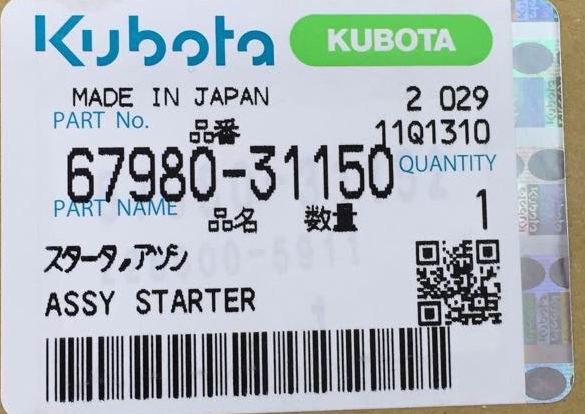 Kubota KUBOTA
MADE IN JAPAN 2 029
PART No. 品番 11Q1310
67980-31150
QUANTITY
PART NAME 品名 数量 1
スタータ,アツシ
ASSY STARTER